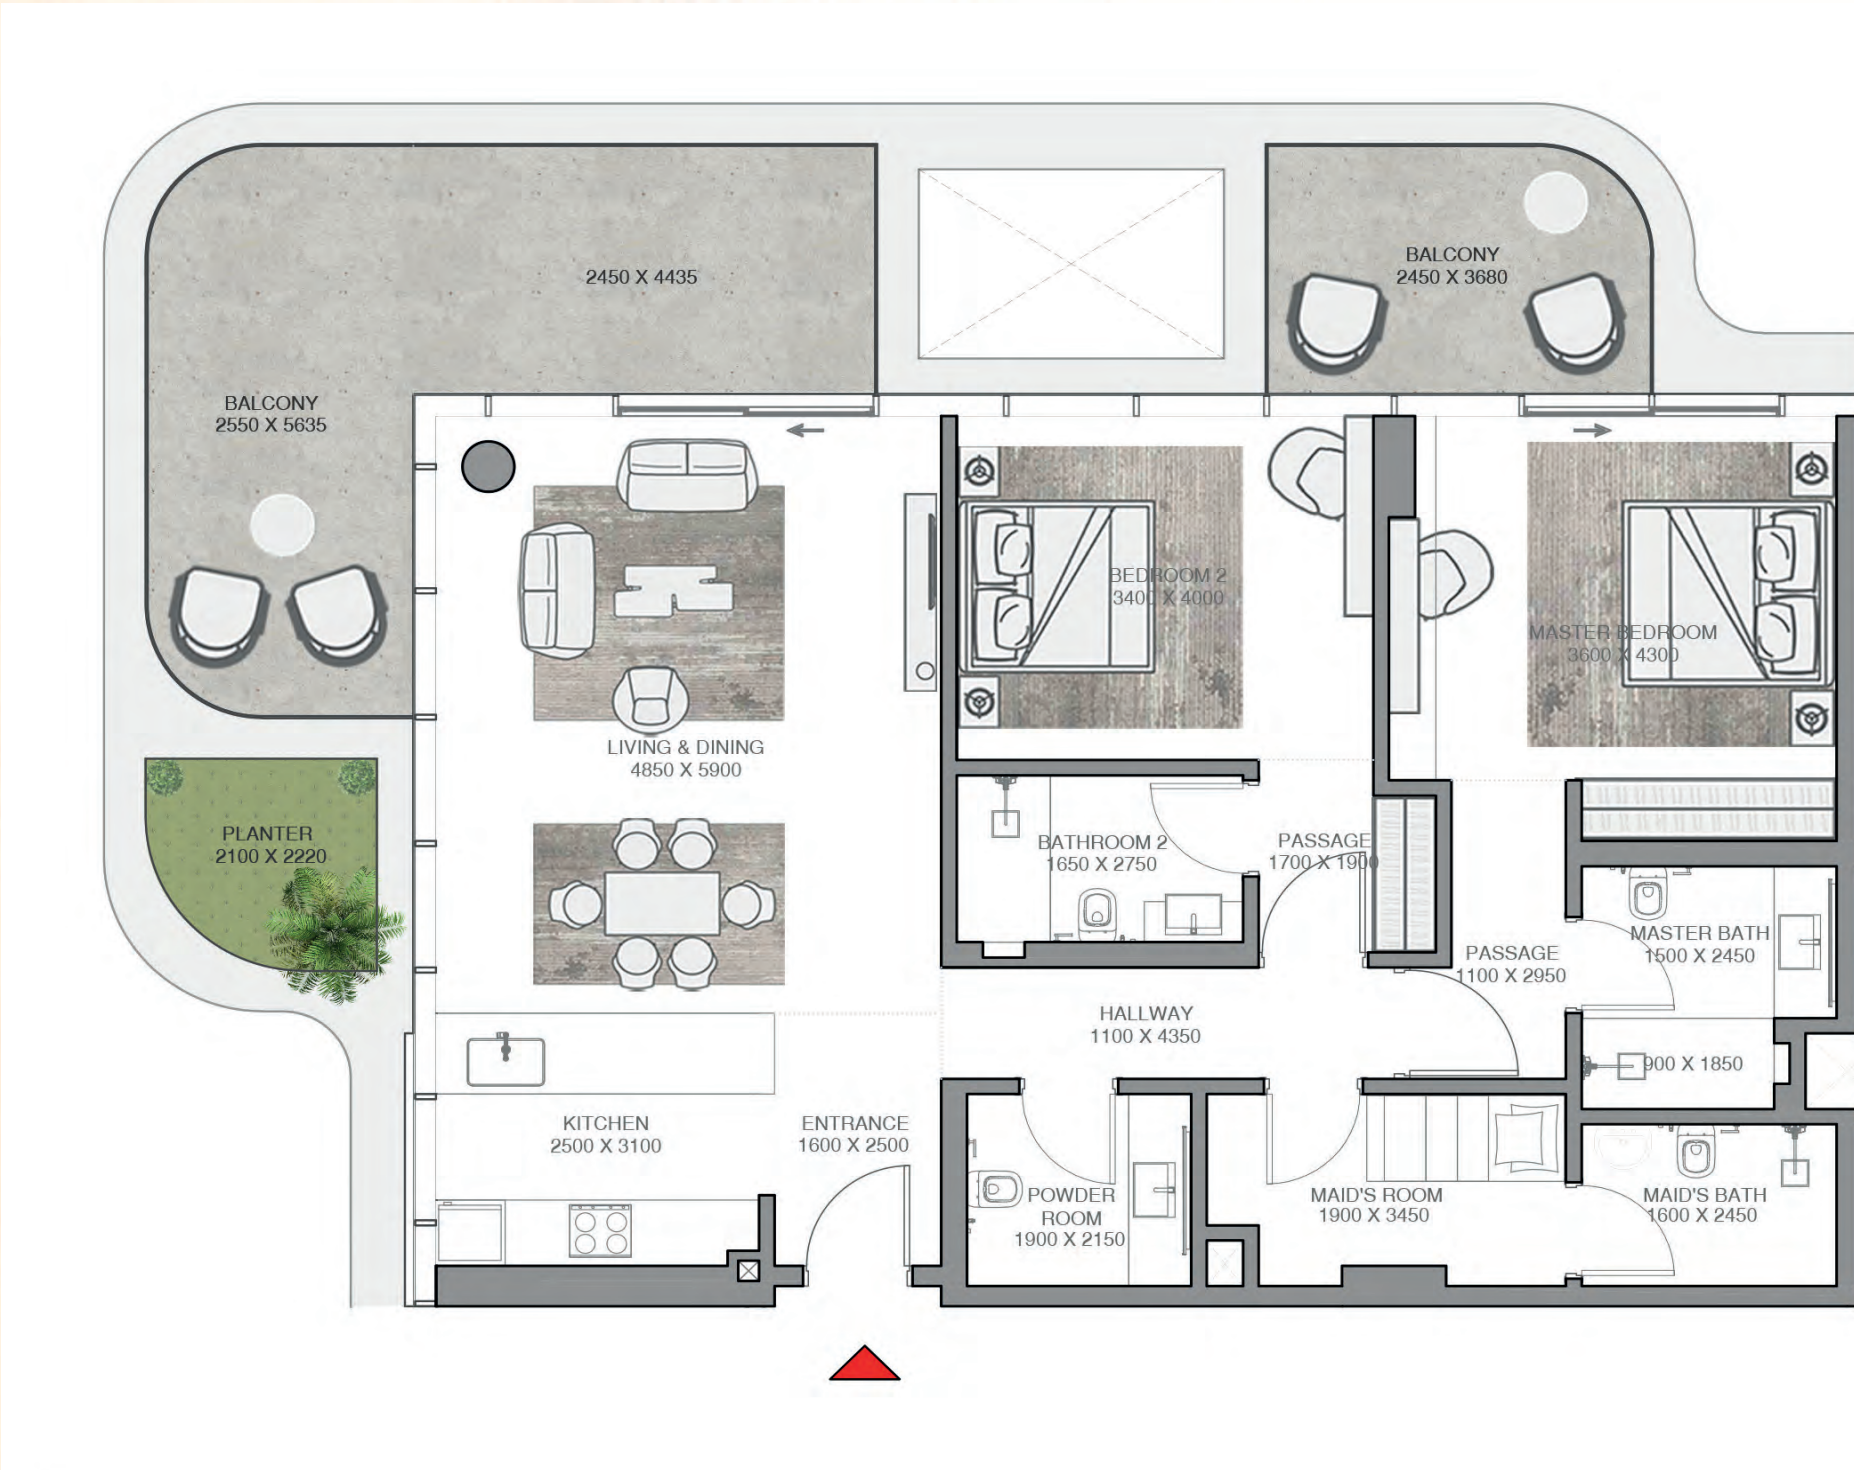 2450 X 4435
BALCONY
2450 X 3680
BALCONY
2550 X 5635
BEDROOM 2
3400 X 4000
MASTER BEDROOM
3600 X 4300
LIVING & DINING
4850 X 5900
PLANTER
2100 X 2220
BATHROOM 2
1650 X 2750
PASSAGE
1700 X 1900
MASTER BATH
1500 X 2450
PASSAGE
1100 X 2950
HALLWAY
1100 X 4350
900 X 1850
KITCHEN
2500 X 3100
ENTRANCE
1600 X 2500
POWDER
ROOM
1900 X 2150
MAID'S ROOM
1900 X 3450
MAID'S BATH
1600 X 2450